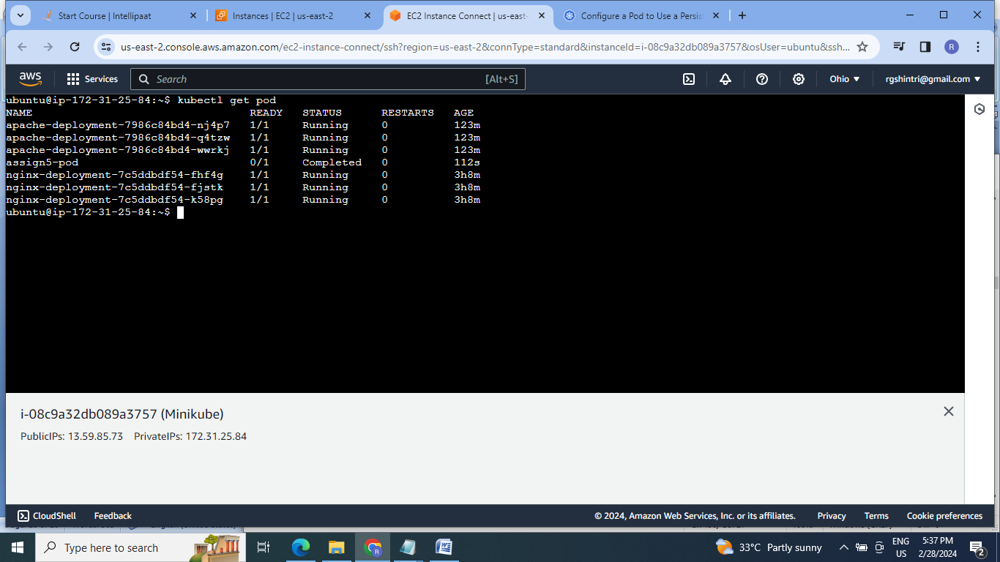 Start Course | Intellipaat
Instances | EC2 | us-east-2
EC2 Instance Connect | us-east-
Configure a Pod to Use a Persis
us-east-2.console.aws.amazon.com/ec2-instance-connect/ssh?region=us-east-2&connType=standard&instanceId=i-08c9a32db089a3757&osUser=ubuntu&ssh...
R
aws Services Search [Alt+S] Ohio rgshintri@gmail.com
ubuntu@ip-172-31-25-84:~$ kubectl get pod
NAME READY STATUS RESTARTS AGE
apache-deployment-7986c84bd4-nj4p7 1/1 Running 0 123m
apache-deployment-7986c84bd4-q4tzw 1/1 Running 0 123m
apache-deployment-7986c84bd4-wwrkj 1/1 Running 0 123m
assign5-pod 0/1 Completed 0 112s
nginx-deployment-7c5ddbdf54-fhf4g 1/1 Running 0 3h8m
nginx-deployment-7c5ddbdf54-fjstk 1/1 Running 0 3h8m
nginx-deployment-7c5ddbdf54-k58pg 1/1 Running 0 3h8m
ubuntu@ip-172-31-25-84:~$
i-08c9a32db089a3757 (Minikube)
PublicIPs: 13.59.85.73 PrivateIPs: 172.31.25.84
CloudShell Feedback © 2024, Amazon Web Services, Inc. or its affiliates. Privacy Terms Cookie preferences
Type here to search
R
33°C Partly sunny
ENG
US
5:37 PM
2/28/2024
2